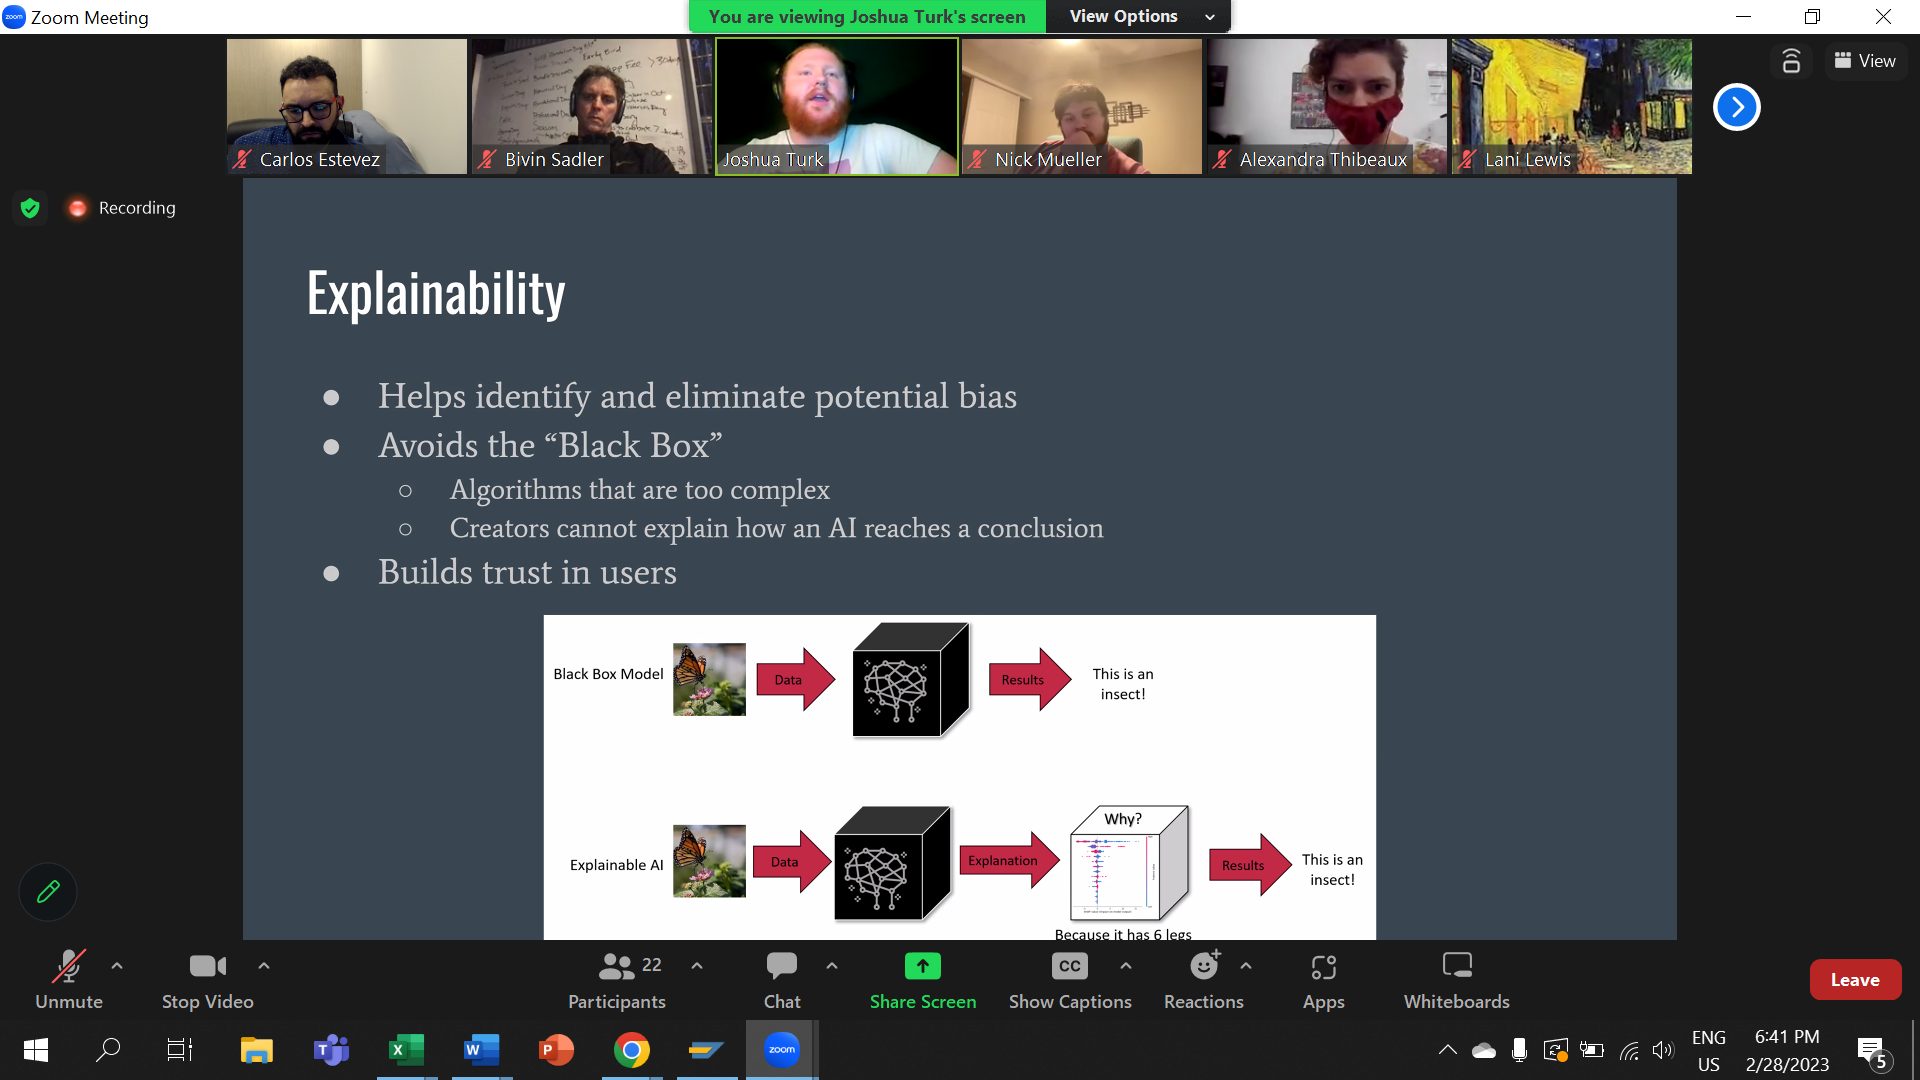 Zoom Meeting
You are viewing Joshua Turk's screen
View Options
Carlos Estevez
Bivin Sadler
Joshua Turk
Nick Mueller
Alexandra Thibeaux
Lani Lewis
View
Recording
Explainability
● Helps identify and eliminate potential bias
● Avoids the “Black Box”
○ Algorithms that are too complex
○ Creators cannot explain how an AI reaches a conclusion
● Builds trust in users
Black Box Model
Data
Results
This is an
insect!
Explainable AI
Data
Explanation
Why?
Results
This is an
insect!
Because it has 6 legs
Unmute
Stop Video
22
Participants
Chat
Share Screen
CC
Show Captions
Reactions
Apps
Whiteboards
Leave
zoom
ENG
US
6:41 PM
2/28/2023
5